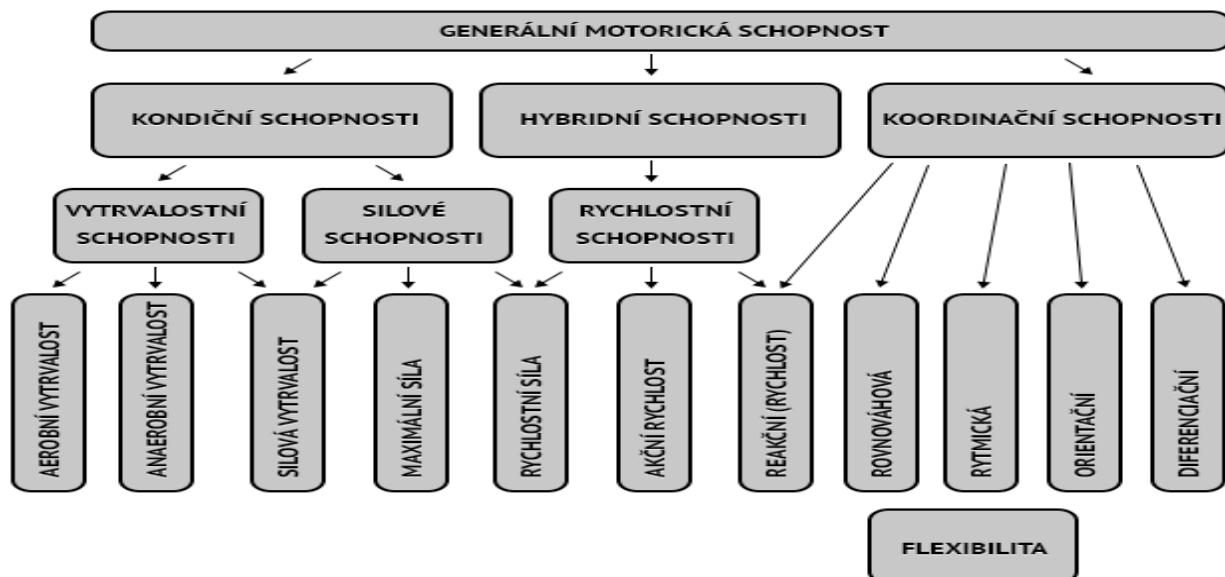 GENERÁLNÍ MOTORICKÁ SCHOPNOST
KONDIČNÍ SCHOPNOSTI
HYBRIDNÍ SCHOPNOSTI
KOORDINAČNÍ SCHOPNOSTI
VYTRVALOSTNÍ
SCHOPNOSTI
SILOVÉ
SCHOPNOSTI
RYCHLOSTNÍ
SCHOPNOSTI
AEROBNÍ VYTRVALOST
ANAEROBNÍ VYTRVALOST
SILOVÁ VYTRVALOST
MAXIMÁLNÍ SÍLA
RYCHLOSTNÍ SÍLA
AKČNÍ RYCHLOST
REAKČNÍ (RYCHLOST)
ROVNOVÁHOVÁ
RYTMICKÁ
ORIENTAČNÍ
DIFERENCIAČNÍ
FLEXIBILITA